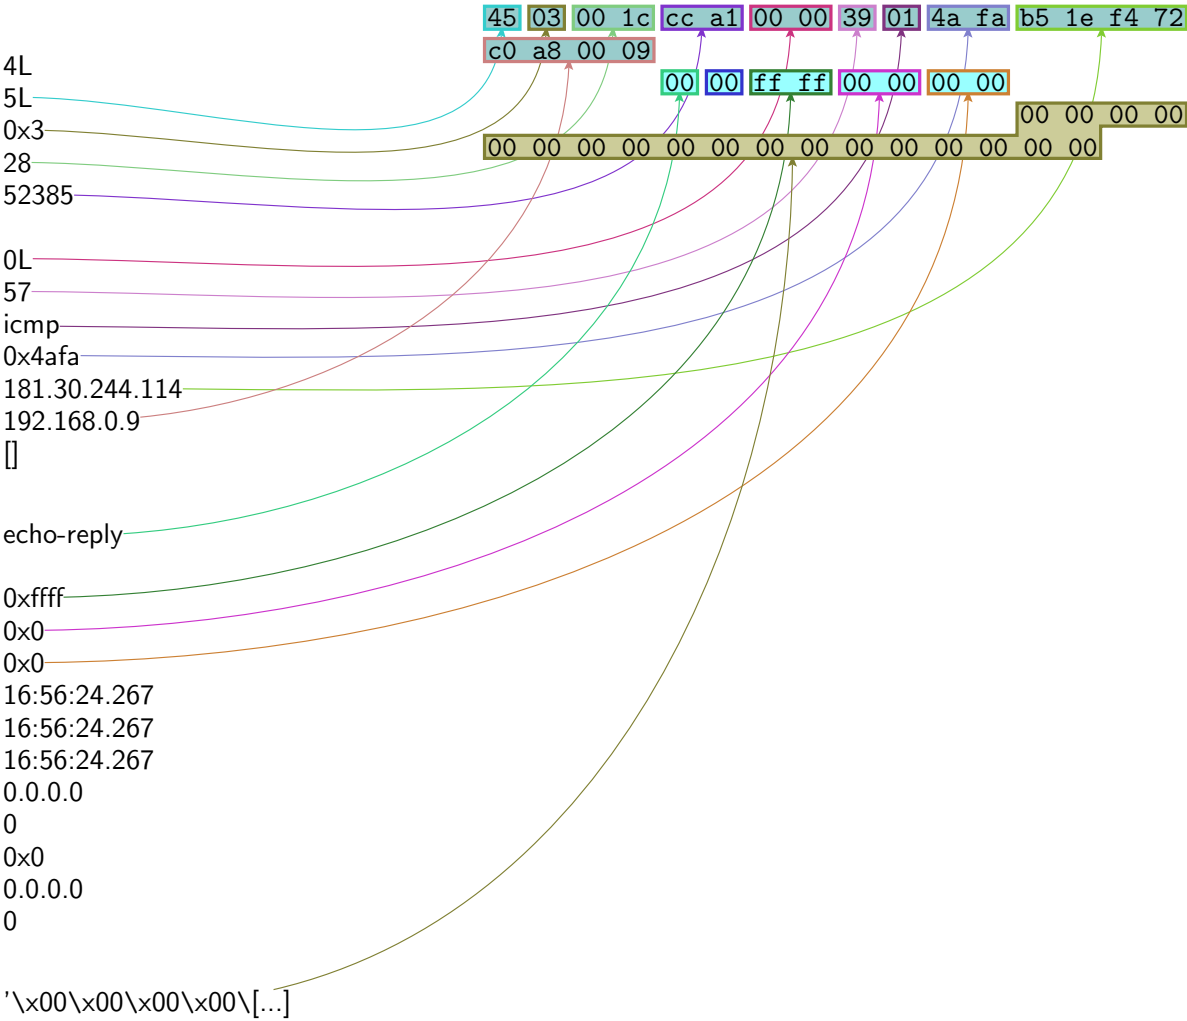 45 03 00 1c cc a1 00 00 39 01 4a fa b5 1e f4 72
c0 a8 00 09
4L
00 00 ff ff 00 00 00 00
5L
00 00 00 00
0x3
00 00 00 00 00 00 00 00 00 00 00 00 00 00
28
52385
0L
57
icmp
0x4afa
181.30.244.114
192.168.0.9
[]
echo-reply
0xffff
0x0
0x0
16:56:24.267
16:56:24.267
16:56:24.267
0.0.0.0
0
0x0
0.0.0.0
0
'\x00\x00\x00\x00\[...]